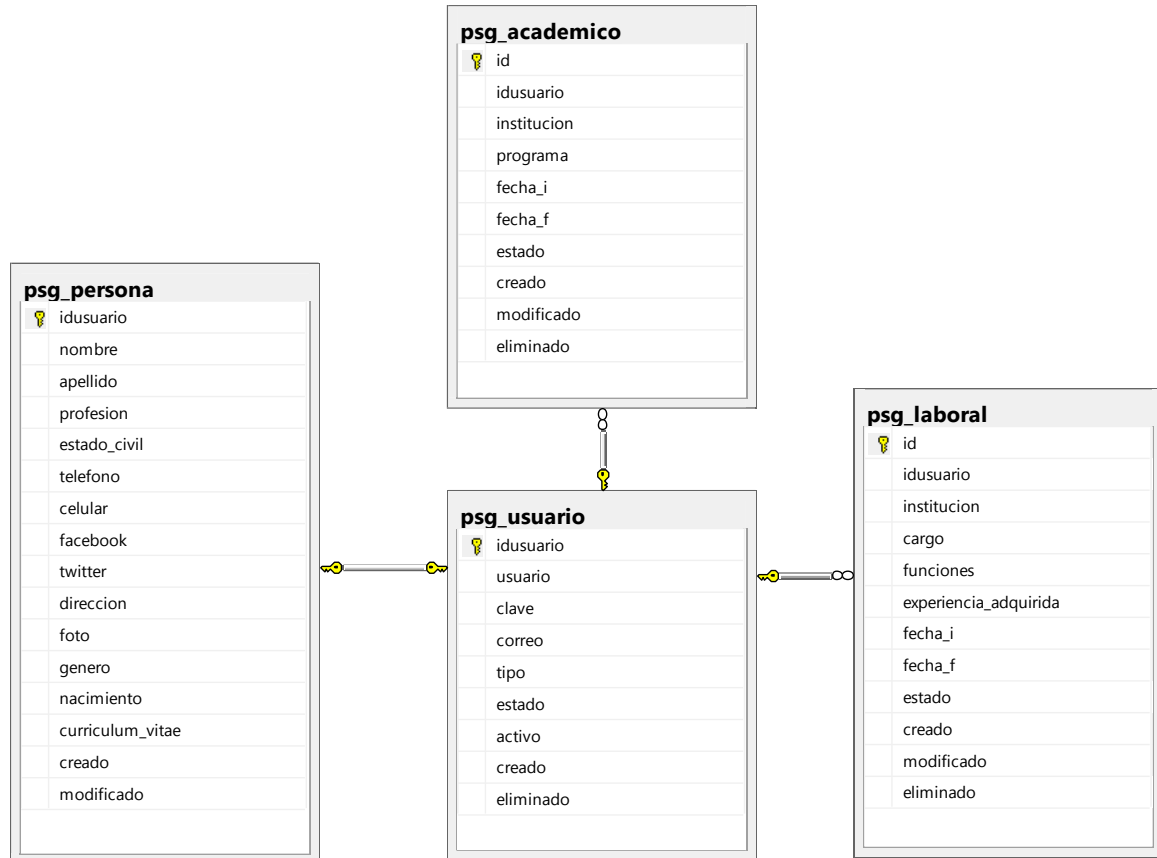 psg_academico
id
idusuario
institucion
programa
fecha_i
fecha_f
estado
creado
modificado
eliminado
psg_persona
idusuario
nombre
apellido
profesion
estado_civil
telefono
celular
facebook
twitter
direccion
foto
genero
nacimiento
curriculum_vitae
creado
modificado
psg_usuario
idusuario
usuario
clave
correo
tipo
estado
activo
creado
eliminado
psg_laboral
id
idusuario
institucion
cargo
funciones
experiencia_adquirida
fecha_i
fecha_f
estado
creado
modificado
eliminado